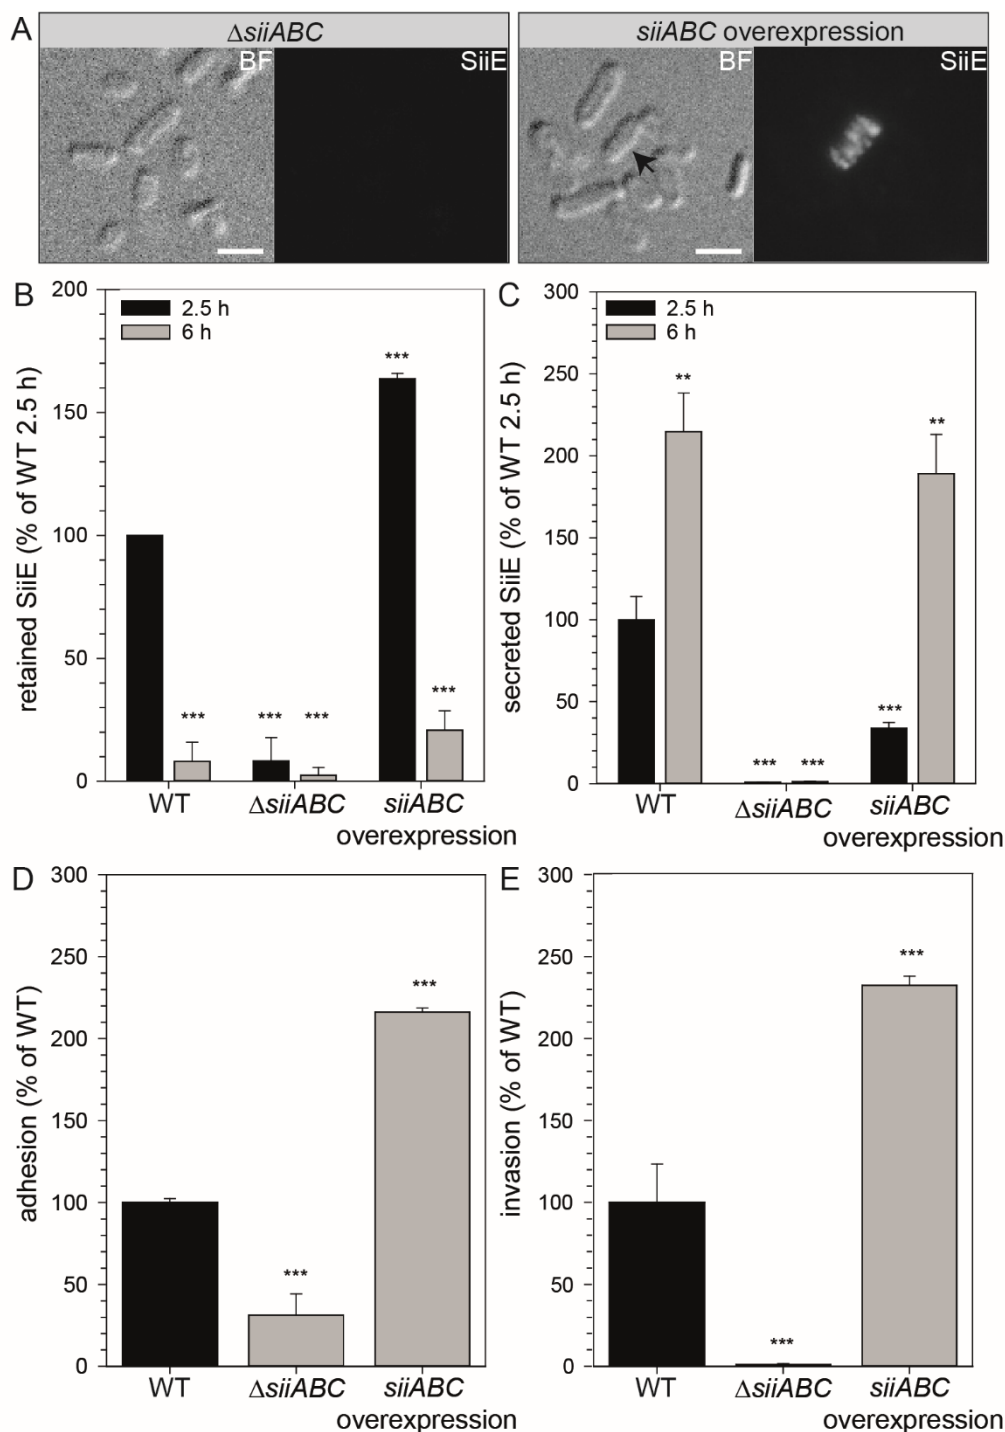 A
ΔsiiABC
siiABC overexpression
BF
SiiE
BF
SiiE
B
2.5 h
6 h
retained SiiE (% of WT 2.5 h)
200
150
100
50
0
***
***
***
***
***
WT
ΔsiiABC
siiABC
overexpression
C
2.5 h
6 h
secreted SiiE (% of WT 2.5 h)
300
250
200
150
100
50
0
**
***
***
***
**
WT
ΔsiiABC
siiABC
overexpression
D
adhesion (% of WT)
300
250
200
150
100
50
0
***
***
WT
ΔsiiABC
siiABC
overexpression
E
invasion (% of WT)
300
250
200
150
100
50
0
***
***
WT
ΔsiiABC
siiABC
overexpression